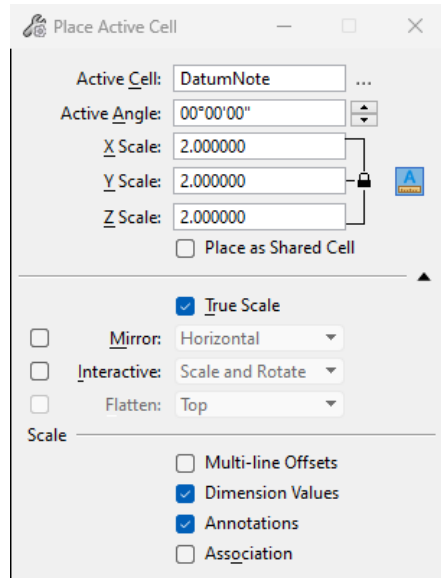 Place Active Cell
Active Cell: DatumNote ...
Active Angle: 00°00'00"
X Scale: 2.000000
Y Scale: 2.000000
A
Z Scale: 2.000000
Place as Shared Cell
True Scale
Mirror: Horizontal
Interactive: Scale and Rotate
Flatten: Top
Scale
Multi-line Offsets
Dimension Values
Annotations
Association